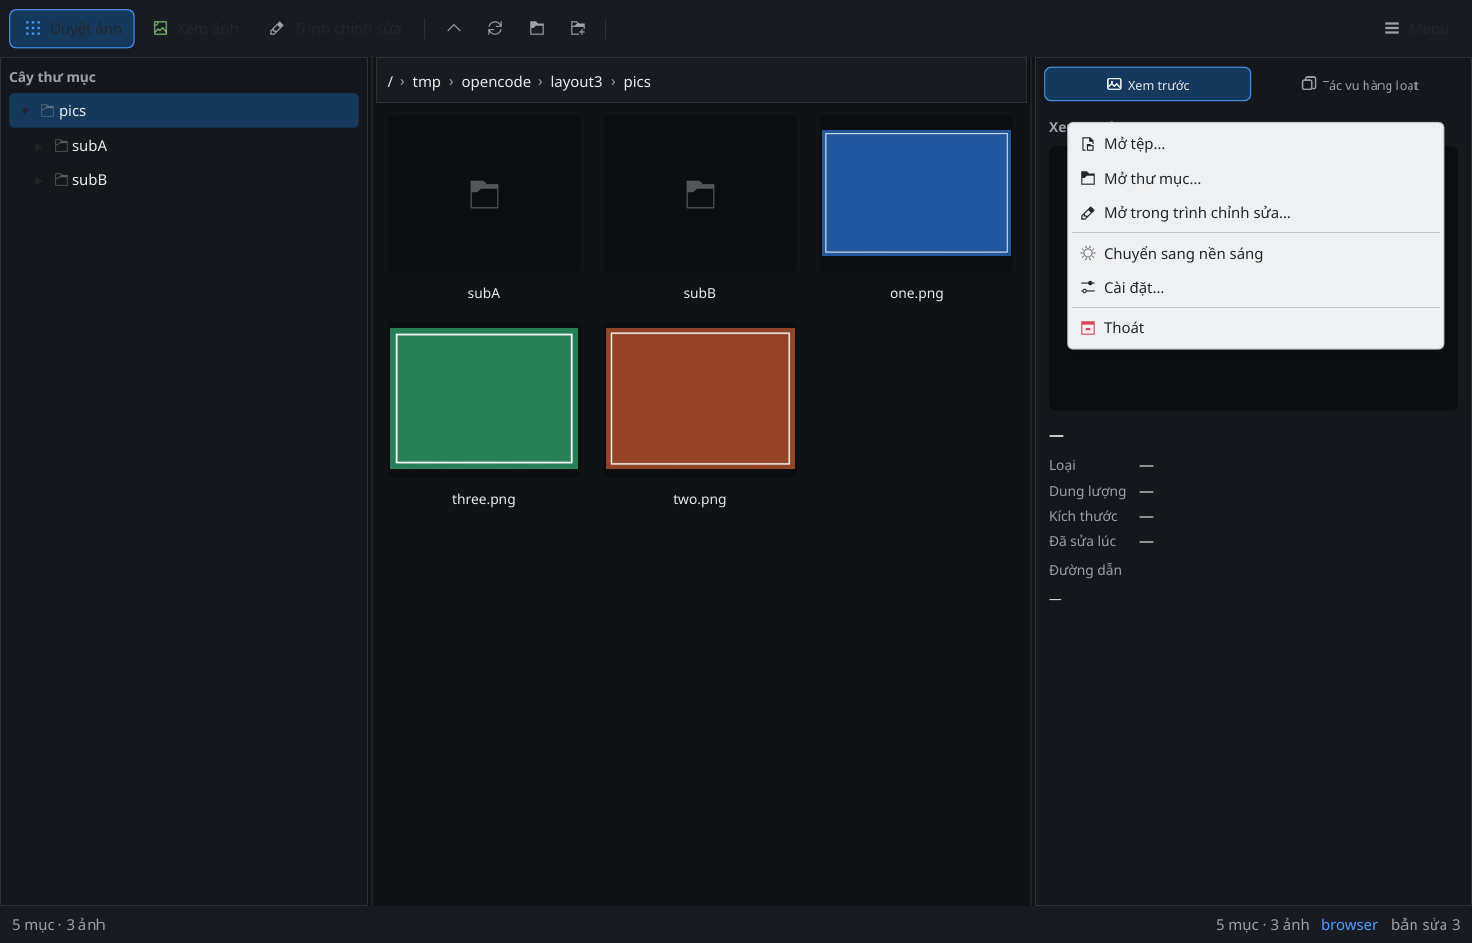 Duyệt ảnh Xem ảnh Trình chỉnh sửa Menu
Cây thư mục
pics
subA
subB
/ › tmp › opencode › layout3 › pics
subA
subB
one.png
three.png
two.png
Xem trước Tác vụ hàng loạt
Mở tệp...
Mở thư mục...
Mở trong trình chỉnh sửa...
Chuyển sang nền sáng
Cài đặt...
Thoát
—
Loại —
Dung lượng —
Kích thước —
Đã sửa lúc —
Đường dẫn
—
5 mục · 3 ảnh
5 mục · 3 ảnh browser bản sửa 3